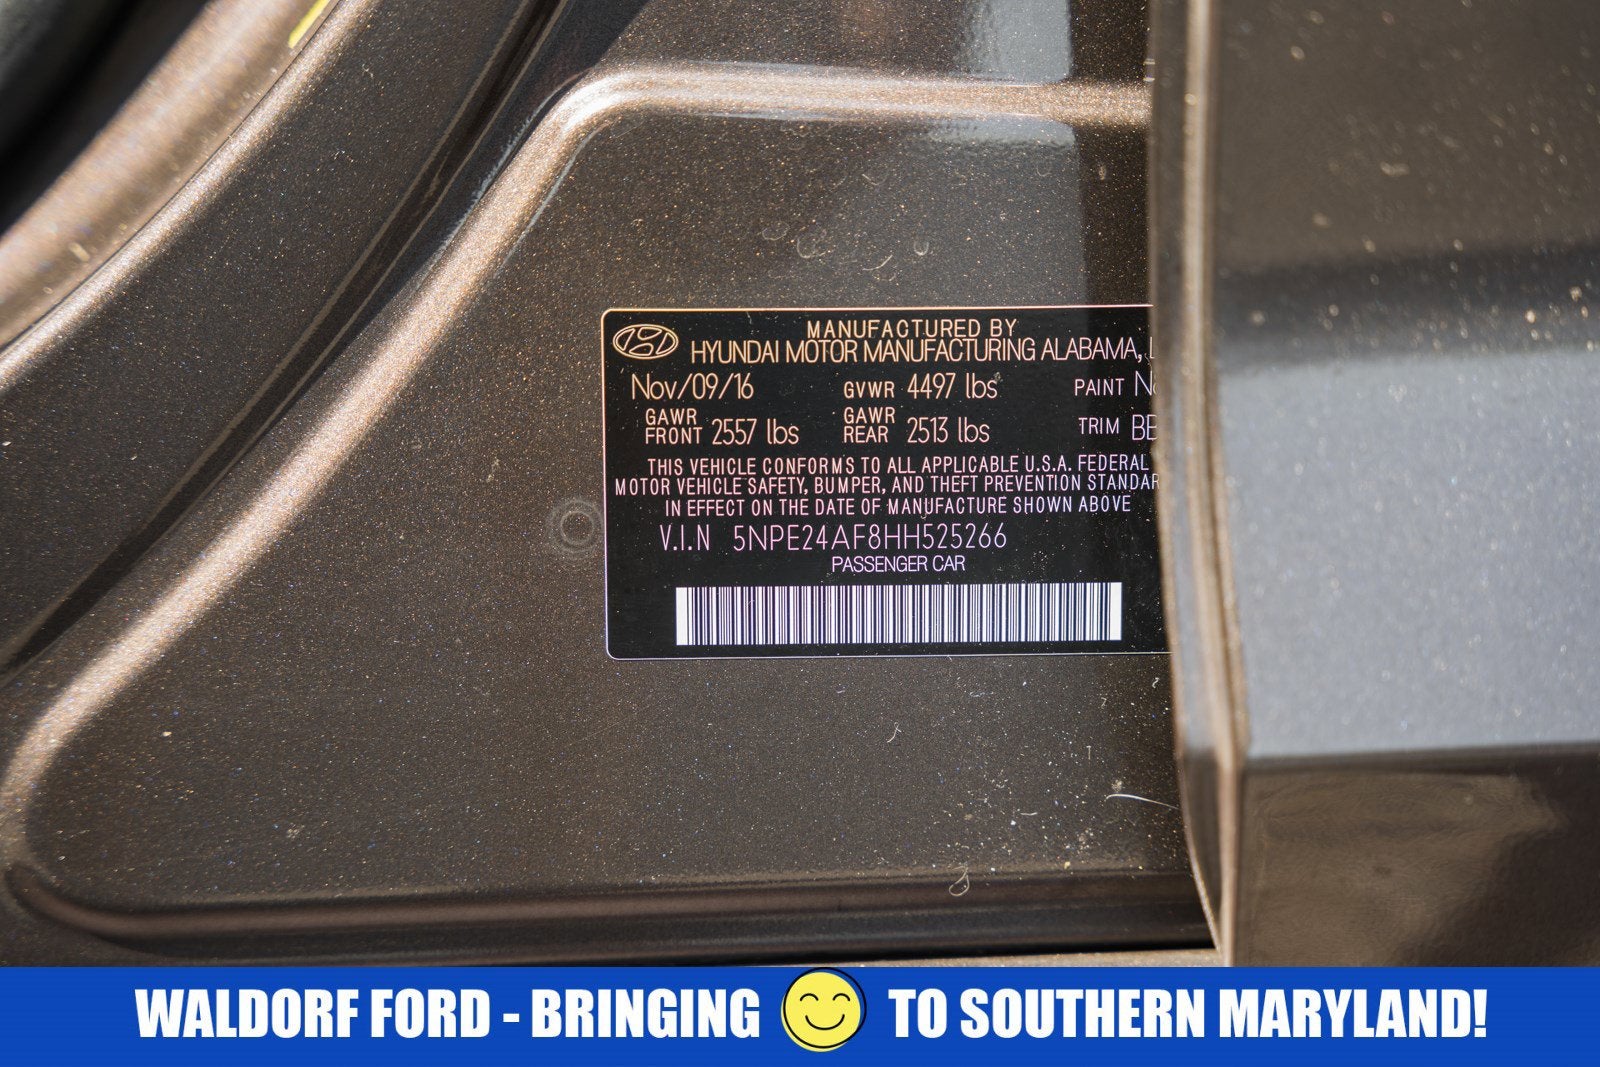 MANUFACTURED BY
HYUNDAI MOTOR MANUFACTURING ALABAMA,
Nov/09/16 GVWR 4497 lbs PAINT
GAWR FRONT 2557 lbs GAWR REAR 2513 lbs TRIM
THIS VEHICLE CONFORMS TO ALL APPLICABLE U.S.A. FEDERAL
MOTOR VEHICLE SAFETY, BUMPER, AND THEFT PREVENTION STANDAR
IN EFFECT ON THE DATE OF MANUFACTURE SHOWN ABOVE
V.I.N 5NPE24AF8HH525266
PASSENGER CAR
WALDORF FORD - BRINGING TO SOUTHERN MARYLAND!